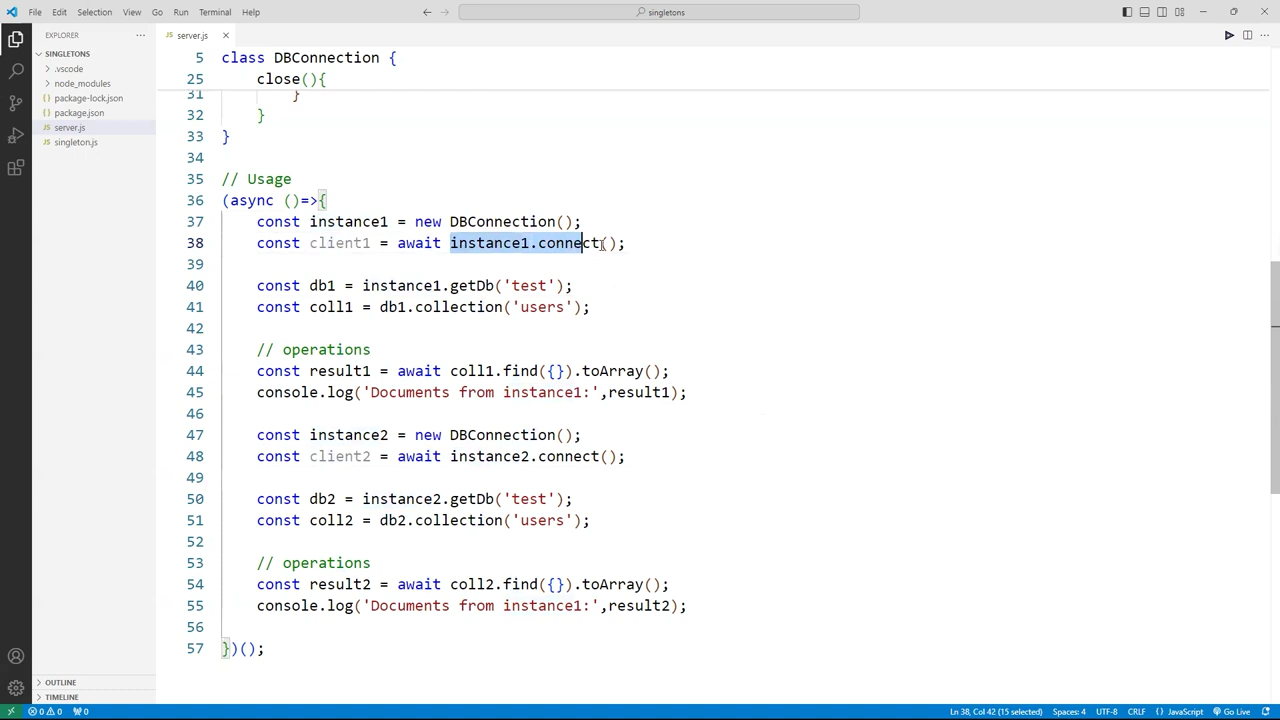 File Edit Selection View Go Run Terminal Help
singletons
EXPLORER
SINGLETONS
.vscode
node_modules
{} package-lock.json
{} package.json
server.js
singleton.js
OUTLINE
TIMELINE
server.js
5 class DBConnection {
25 close(){
31 }
32 }
33 }
34
35 // Usage
36 (async ()=>{
37 const instance1 = new DBConnection();
38 const client1 = await instance1.connect();
39
40 const db1 = instance1.getDb('test');
41 const coll1 = db1.collection('users');
42
43 // operations
44 const result1 = await coll1.find({}).toArray();
45 console.log('Documents from instance1:',result1);
46
47 const instance2 = new DBConnection();
48 const client2 = await instance2.connect();
49
50 const db2 = instance2.getDb('test');
51 const coll2 = db2.collection('users');
52
53 // operations
54 const result2 = await coll2.find({}).toArray();
55 console.log('Documents from instance1:',result2);
56
57 })();
0 0 0 Ln 38, Col 42 (15 selected) Spaces: 4 UTF-8 CRLF {} JavaScript Go Live